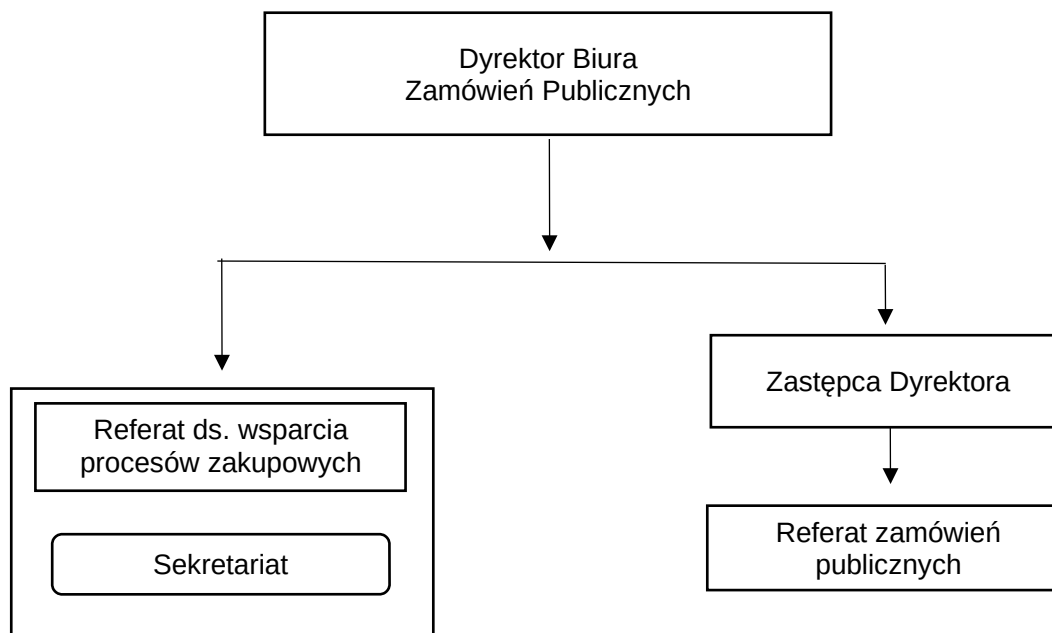 Dyrektor Biura
Zamówień Publicznych
Zastępca Dyrektora
Referat ds. wsparcia
procesów zakupowych
Sekretariat
Referat zamówień
publicznych